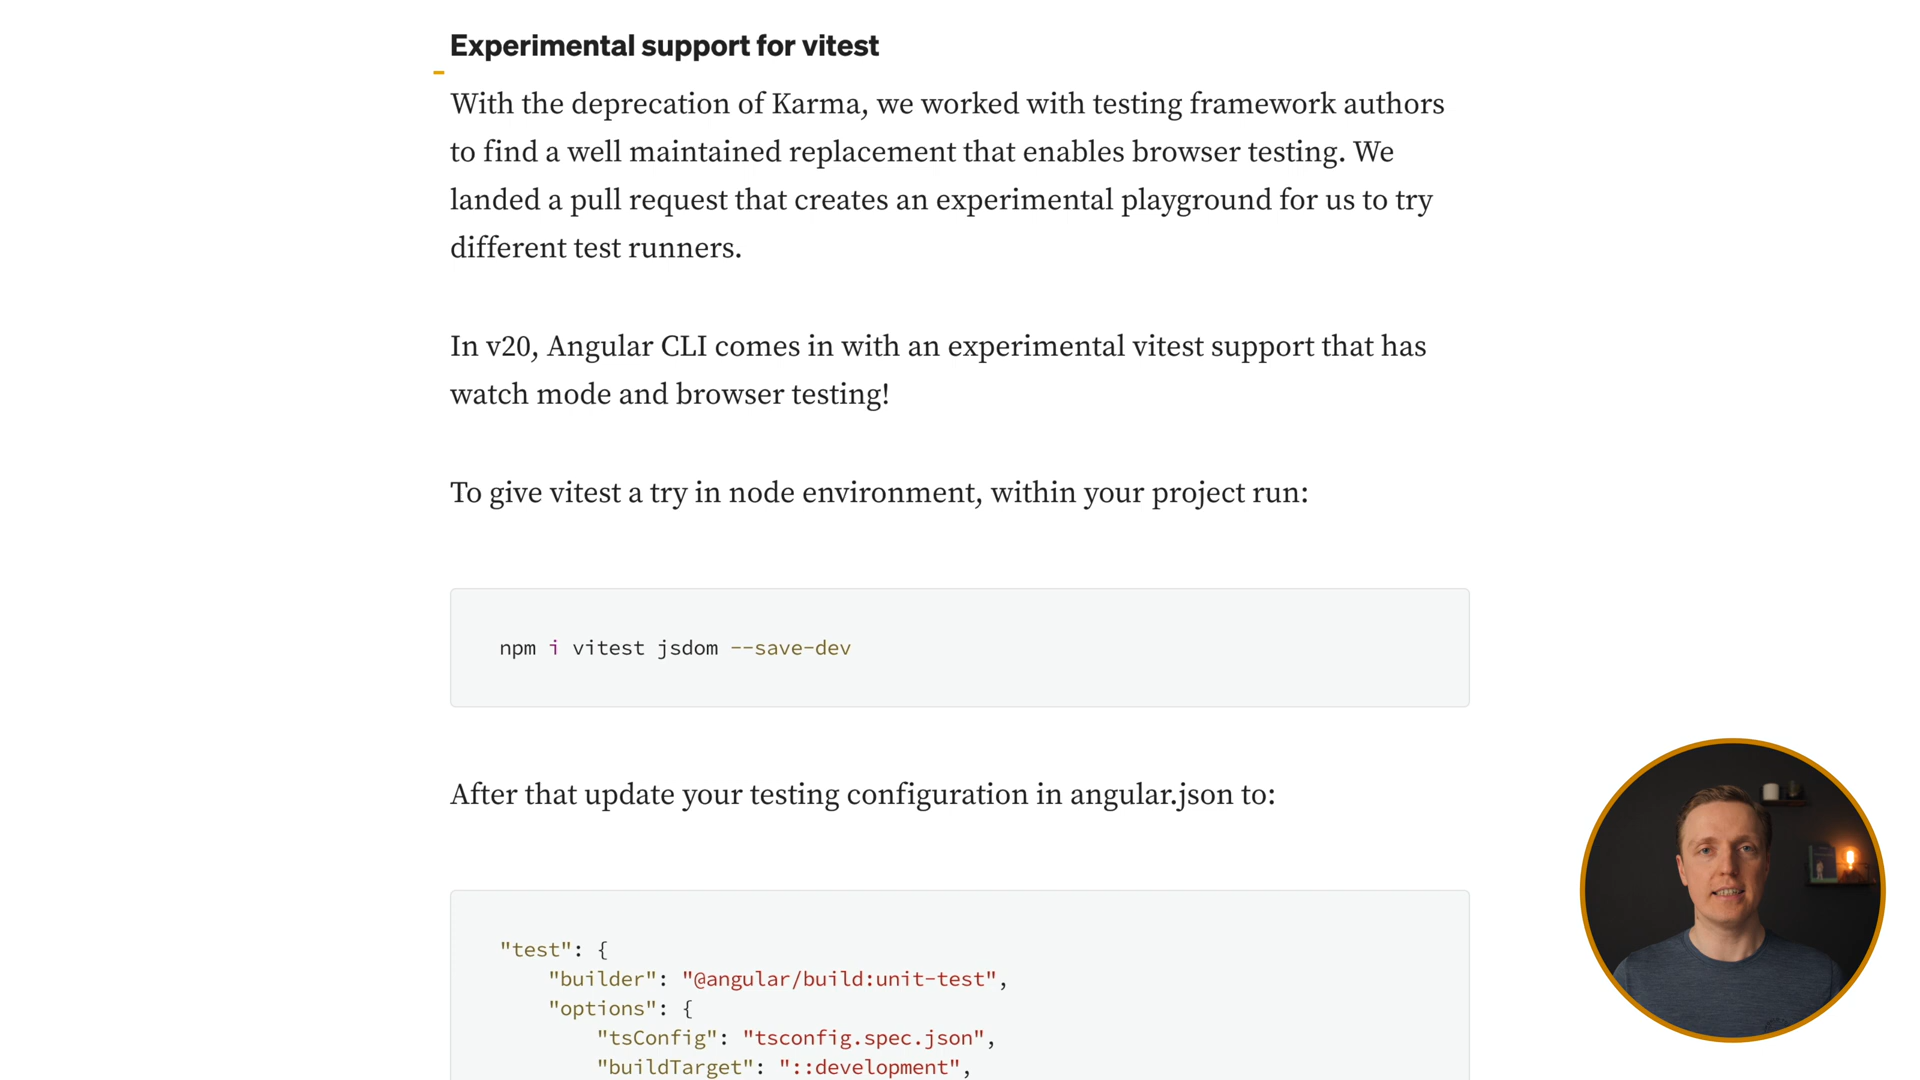 Experimental support for vitest
With the deprecation of Karma, we worked with testing framework authors
to find a well maintained replacement that enables browser testing. We
landed a pull request that creates an experimental playground for us to try
different test runners.
In v20, Angular CLI comes in with an experimental vitest support that has
watch mode and browser testing!
To give vitest a try in node environment, within your project run:
npm i vitest jsdom --save-dev
After that update your testing configuration in angular.json to:
"test": {
"builder": "@angular/build:unit-test",
"options": {
"tsConfig": "tsconfig.spec.json",
"buildTarget": "::development",